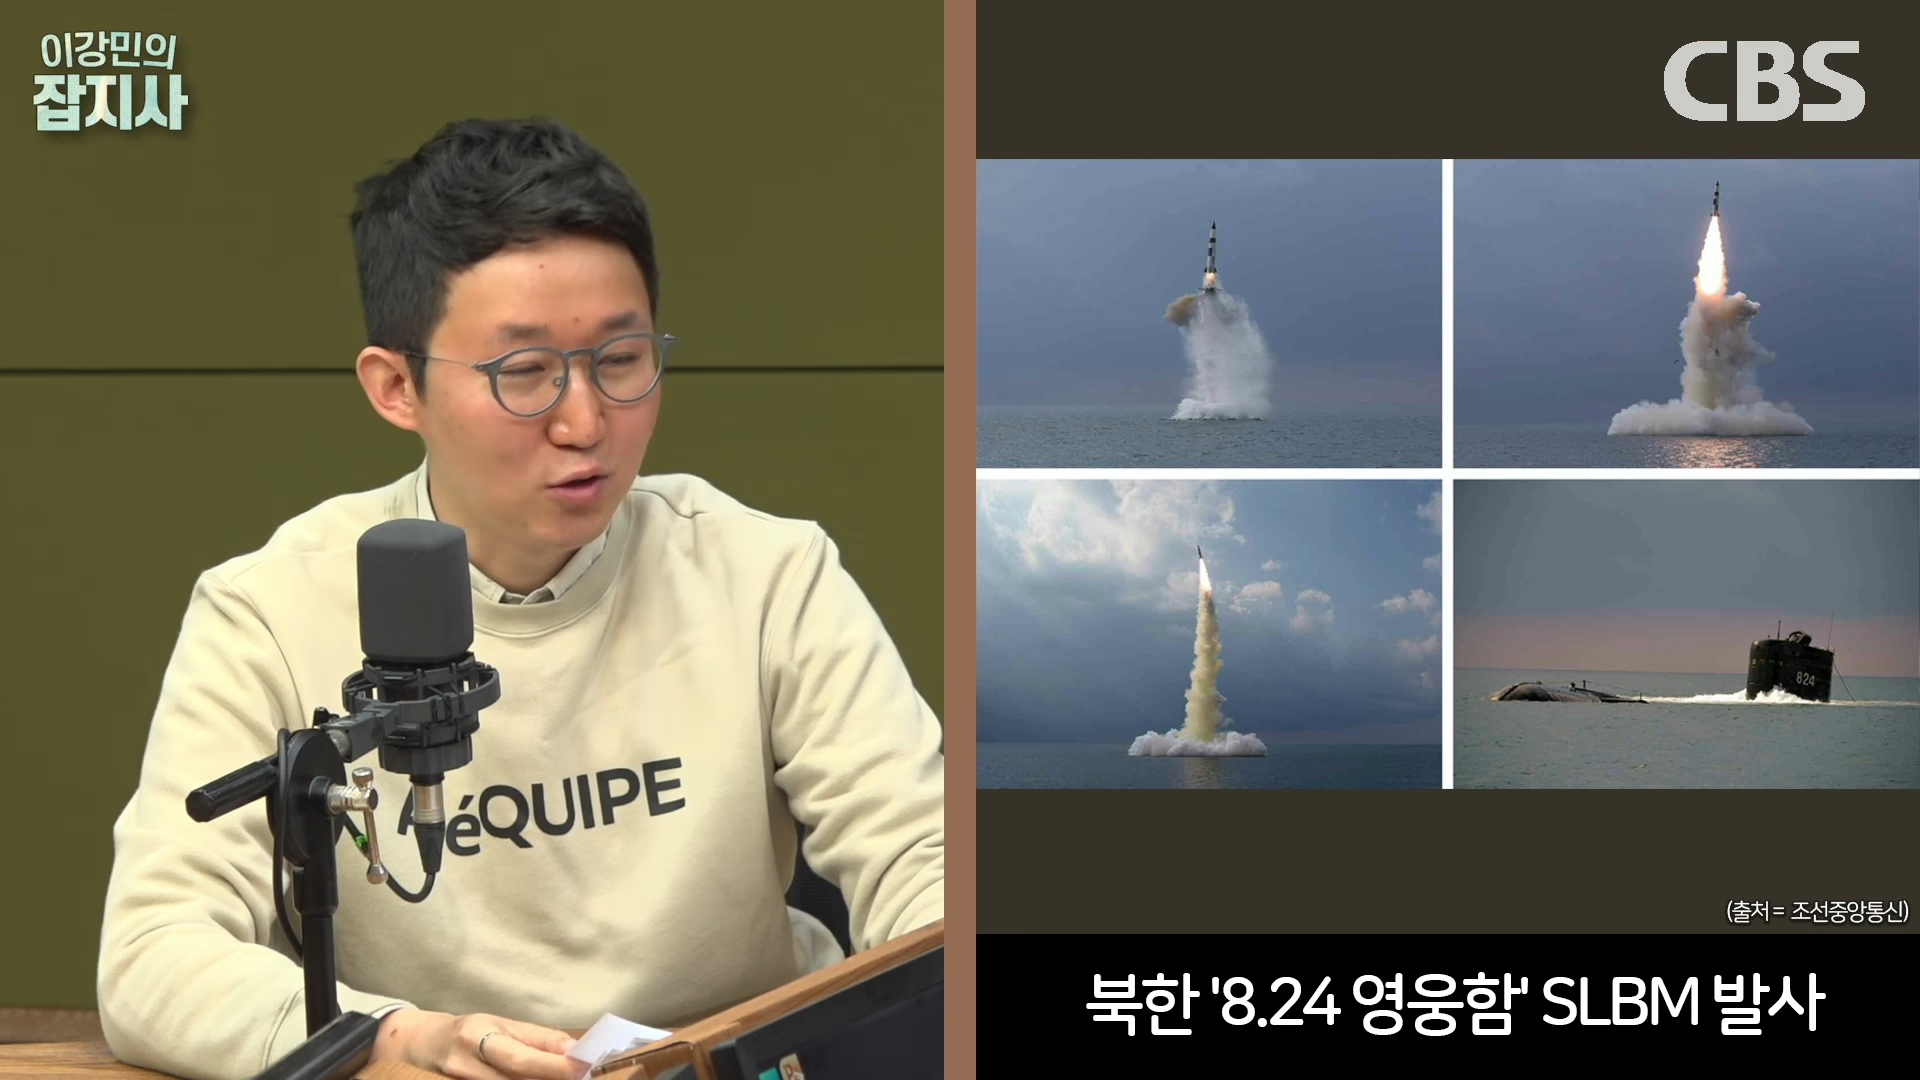 이강민의
잡지사
CBS
AéQUIPE
824
(출처 = 조선중앙통신)
북한 '8.24 영웅함' SLBM 발사